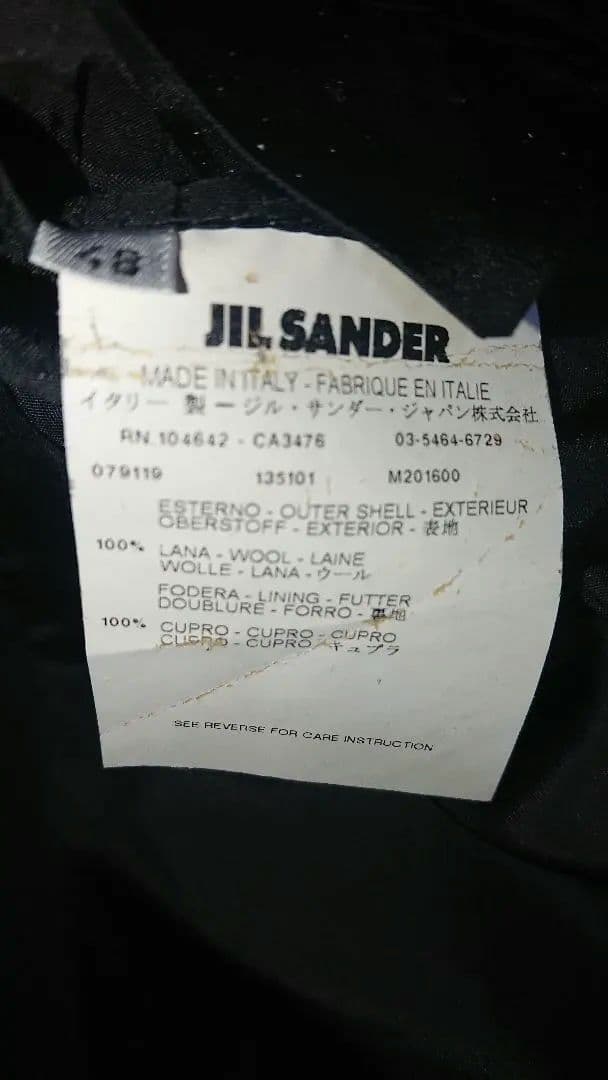 48
JIL SANDER
MADE IN ITALY - FABRIQUE EN ITALIE
イタリー 製 ー ジル・サンダー・ジャパン株式会社
RN.104642 - CA3476 03-5464-6729
079119 135101 M201600
ESTERNO - OUTER SHELL - EXTERIEUR
OBERSTOFF - EXTERIOR - 表地
100% LANA - WOOL - LAINE
WOLLE - LANA - ウール
FODERA - LINING - FUTTER
DOUBLURE - FORRO - 裏地
100% CUPRO - CUPRO - CUPRO
CUPRO - CUPRO - キュプラ
SEE REVERSE FOR CARE INSTRUCTION